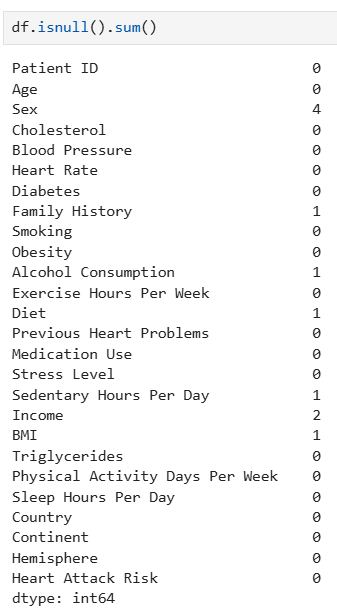 df.isnull().sum()
Patient ID 0
Age 0
Sex 4
Cholesterol 0
Blood Pressure 0
Heart Rate 0
Diabetes 0
Family History 1
Smoking 0
Obesity 0
Alcohol Consumption 1
Exercise Hours Per Week 0
Diet 1
Previous Heart Problems 0
Medication Use 0
Stress Level 0
Sedentary Hours Per Day 1
Income 2
BMI 1
Triglycerides 0
Physical Activity Days Per Week 0
Sleep Hours Per Day 0
Country 0
Continent 0
Hemisphere 0
Heart Attack Risk 0
dtype: int64